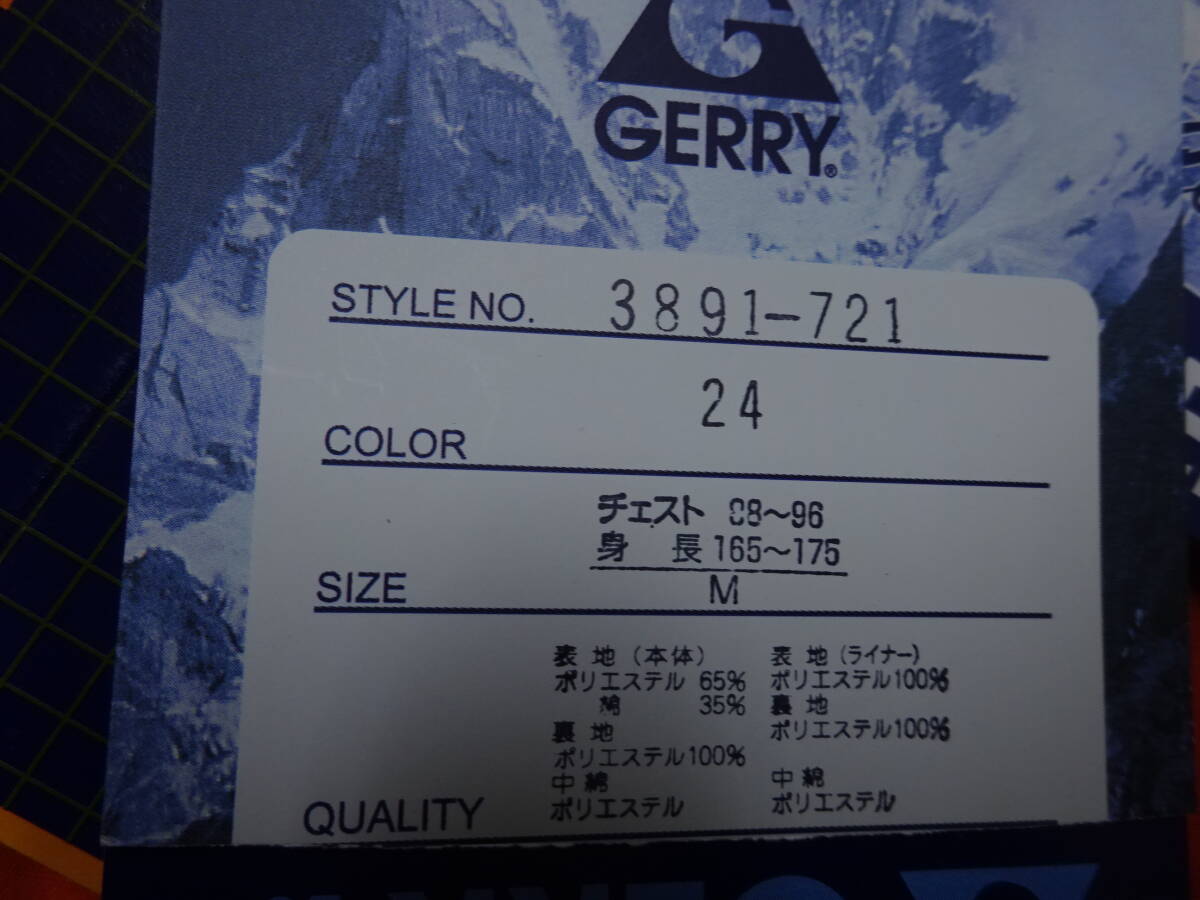 GERRY®
STYLE NO. 3891-721
24
COLOR
チェスト 88～96
身 長 165～175
SIZE M
表 地 (本体) 表 地 (ライナー)
ポリエステル 65% ポリエステル100%
綿 35% 裏 地
裏 地 ポリエステル100%
ポリエステル100%
中 綿 中 綿
QUALITY ポリエステル ポリエステル